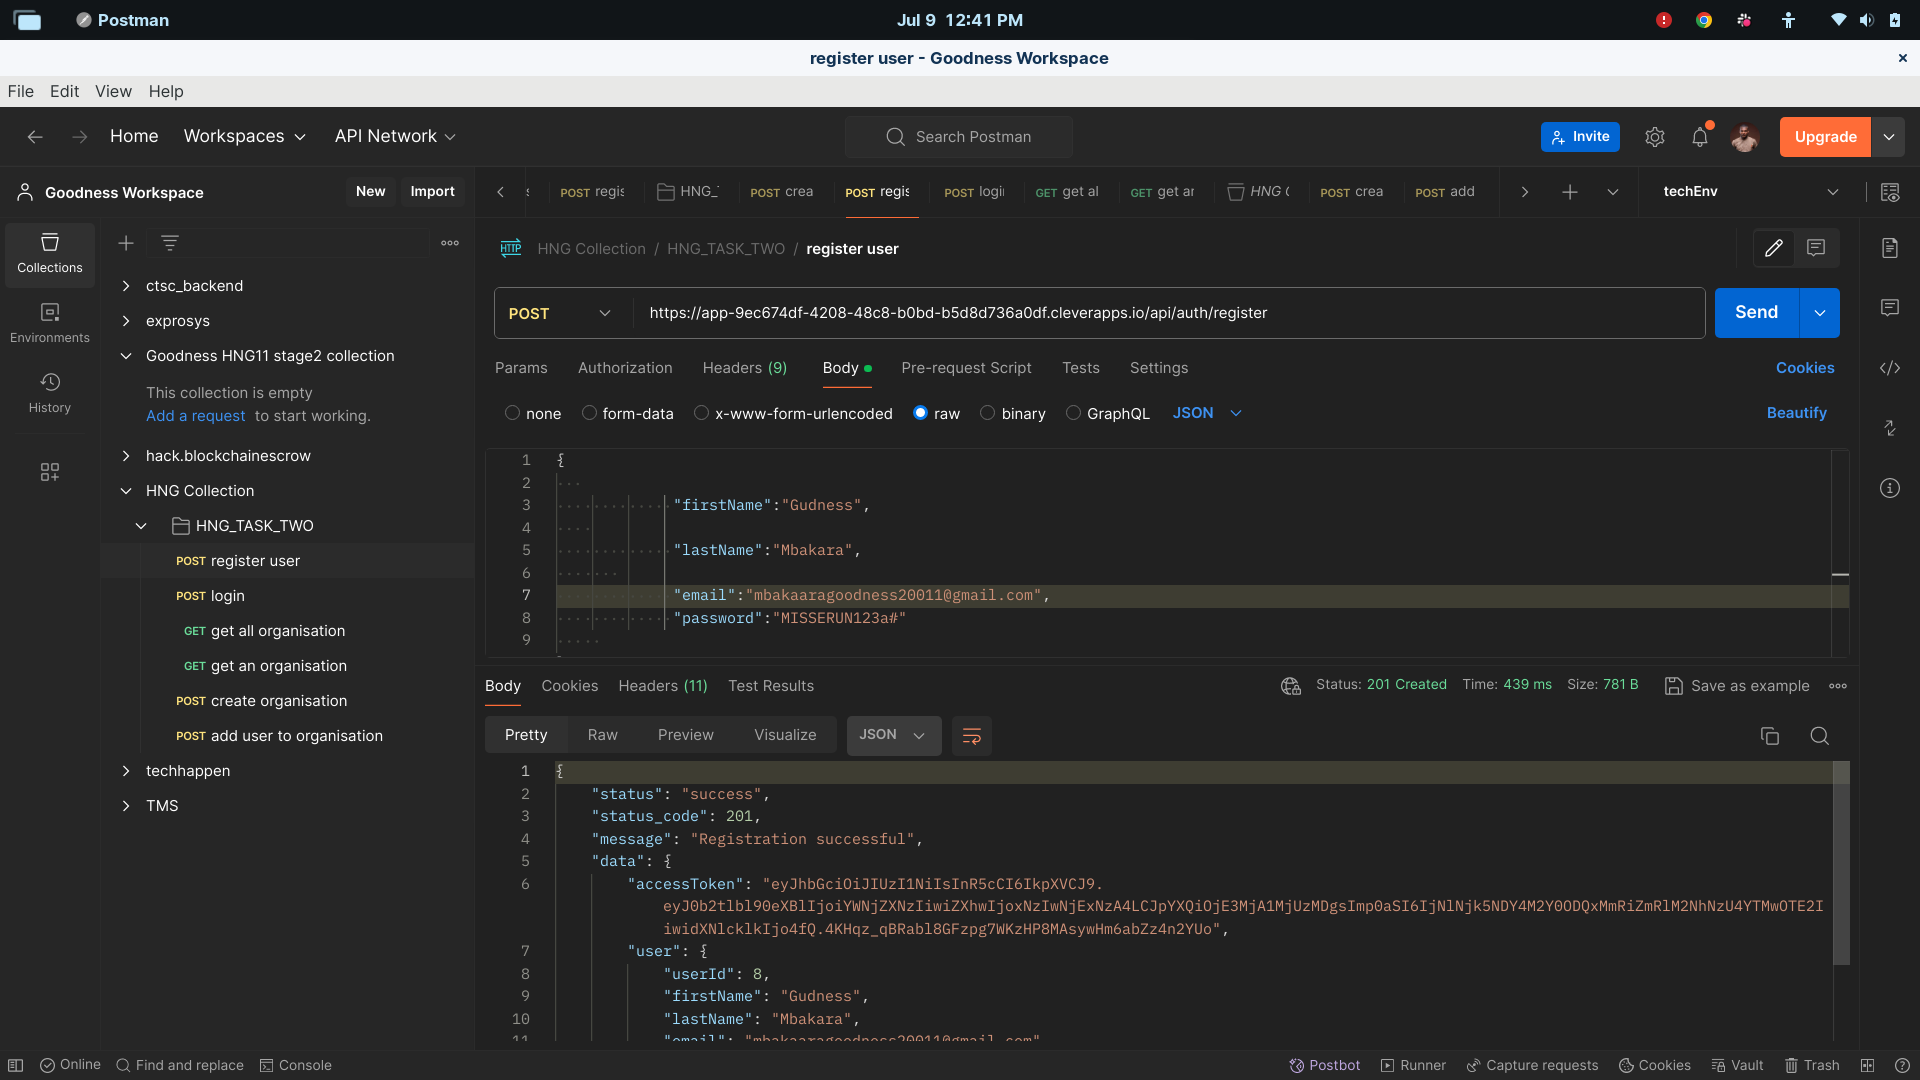 Postman
Jul 9 12:41 PM
register user - Goodness Workspace
File Edit View Help
Home Workspaces API Network
Search Postman
Invite
Upgrade
Goodness Workspace
New Import
POST regis
HNG_
POST crea
POST regis
POST logi
GET get al
GET get ar
HNG
POST crea
POST add
techEnv
Collections
Environments
History
ctsc_backend
exprosys
Goodness HNG11 stage2 collection
This collection is empty
Add a request to start working.
hack.blockchainescrow
HNG Collection
HNG_TASK_TWO
POST register user
POST login
GET get all organisation
GET get an organisation
POST create organisation
POST add user to organisation
techhappen
TMS
HTTP HNG Collection / HNG_TASK_TWO / register user
POST https://app-9ec674df-4208-48c8-b0bd-b5d8d736a0df.cleverapps.io/api/auth/register
Send
Params Authorization Headers (9) Body Pre-request Script Tests Settings
Cookies
none form-data x-www-form-urlencoded raw binary GraphQL JSON
Beautify
1 {
2
3 "firstName":"Gudness",
4
5 "lastName":"Mbakara",
6
7 "email":"mbakaaragoodness20011@gmail.com",
8 "password":"MISSERUN123a#"
9
Body Cookies Headers (11) Test Results
Status: 201 Created Time: 439 ms Size: 781 B
Save as example
Pretty Raw Preview Visualize JSON
1 {
2 "status": "success",
3 "status_code": 201,
4 "message": "Registration successful",
5 "data": {
6 "accessToken": "eyJhbGciOiJIUzI1NiIsInR5cCI6IkpXVCJ9.
eyJ0b2tlbl90eXBlIjoiYWNjZXNzIiwiZXhwIjoxNzIwNjExNzA4LCJpYXQiOjE3MjA1MjUzMDgsImp0aSI6IjNlNjk5NDY4M2Y0ODQxMmRiZmRlM2NhNzU4YTMwOTE2I
iwidXNlcklkIjo4fQ.4KHqz_qBRabl8GFzpg7WKzHP8MAsywHm6abZz4n2YUo",
7 "user": {
8 "userId": 8,
9 "firstName": "Gudness",
10 "lastName": "Mbakara",
11 "email": "mbakaaragoodness20011@gmail.com"
Online Find and replace Console
Postbot Runner Capture requests Cookies Vault Trash